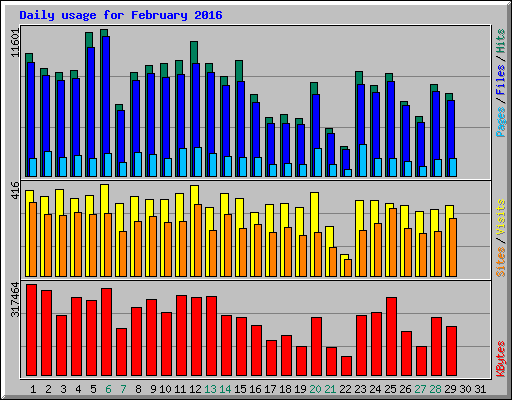 Daily usage for February 2016
11601
Pages / Files / Hits
416
Sites / Visits
317464
KBytes
1 2 3 4 5 6 7 8 9 10 11 12 13 14 15 16 17 18 19 20 21 22 23 24 25 26 27 28 29 30 31